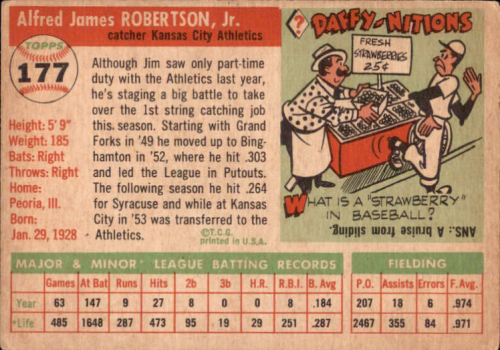 Alfred James ROBERTSON, Jr.
catcher Kansas City Athletics
TOPPS
177
Height: 5' 9"
Weight: 185
Bats: Right
Throws: Right
Home:
Peoria, Ill.
Born:
Jan. 29, 1928
Although Jim saw only part-time
duty with the Athletics last year,
he's staging a big battle to take
over the 1st string catching job
this season. Starting with Grand
Forks in '49 he moved up to Bing-
hamton in '52, where he hit .303
and led the League in Putouts.
The following season he hit .264
for Syracuse and while at Kansas
City in '53 was transferred to the
Athletics.
©T.C.G.
printed in U.S.A.
? DAFFY-NITIONS
FRESH
STRAWBERRIES
25¢
WHAT IS A "STRAWBERRY"
IN BASEBALL?
ANS.: A bruise from sliding.
MAJOR & MINOR LEAGUE BATTING RECORDS
Games At Bat Runs Hits 2b 3b H.R. R.B.I. B. Avg
Year 63 147 9 27 8 0 0 8 .184
Life 485 1648 287 473 95 19 29 251 .287
FIELDING
P.O. Assists Errors F. Avg.
207 18 6 .974
2467 355 84 .971